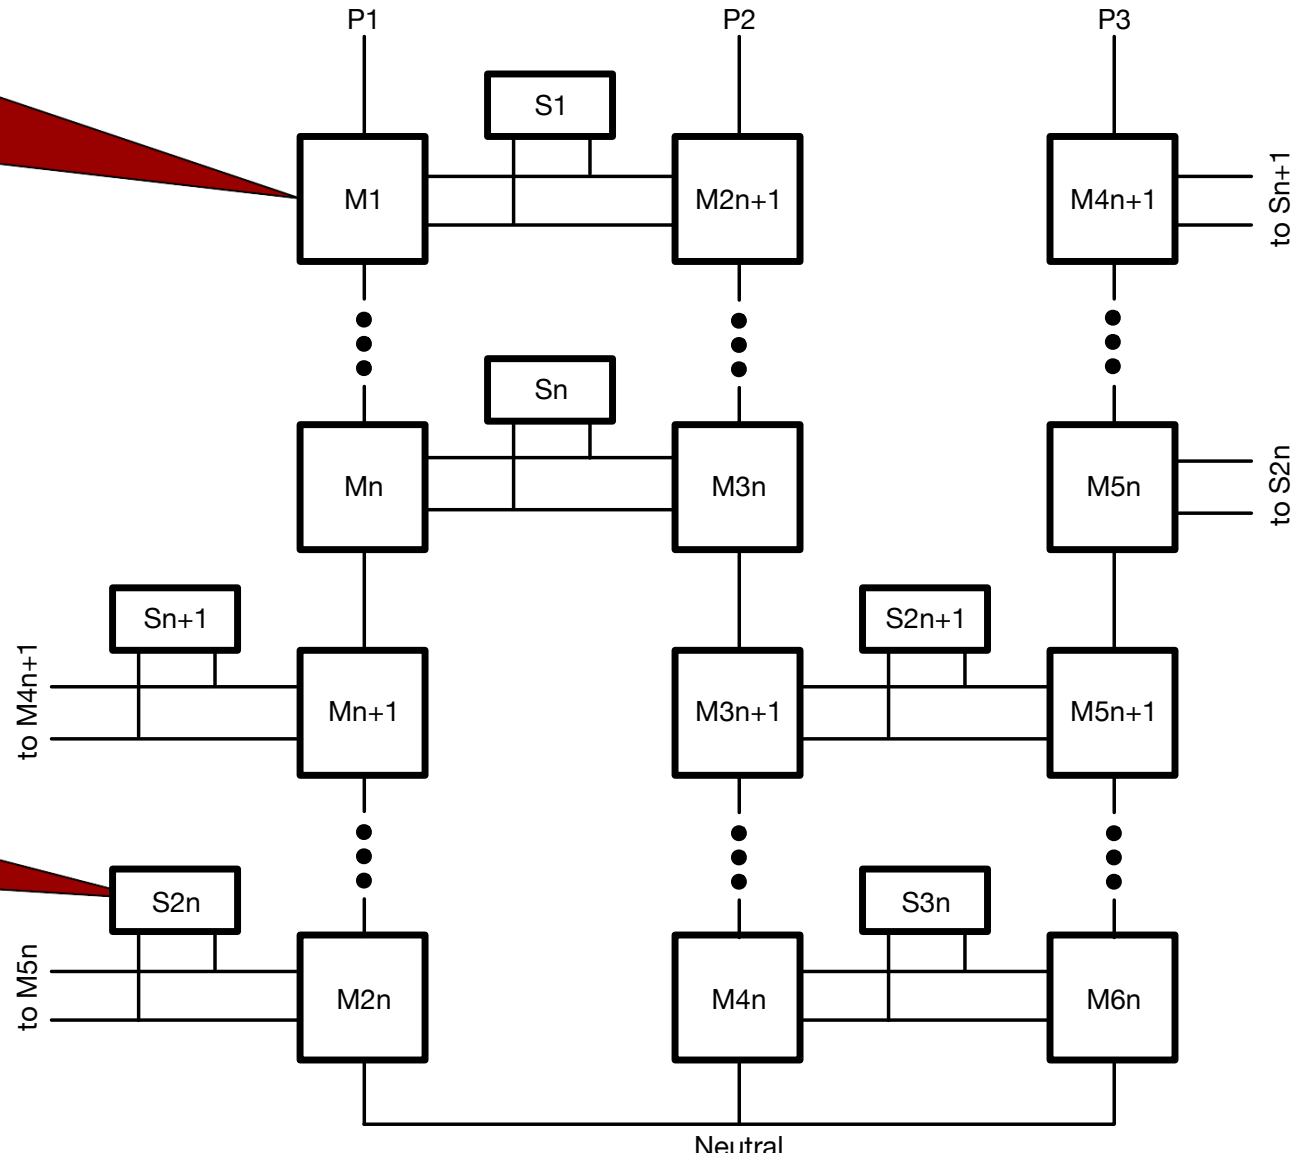 P1
P2
P3
S1
M1
M2n+1
M4n+1
to Sn+1
Sn
Mn
M3n
M5n
to S2n
Sn+1
S2n+1
to M4n+1
Mn+1
M3n+1
M5n+1
S2n
S3n
to M5n
M2n
M4n
M6n
Neutral